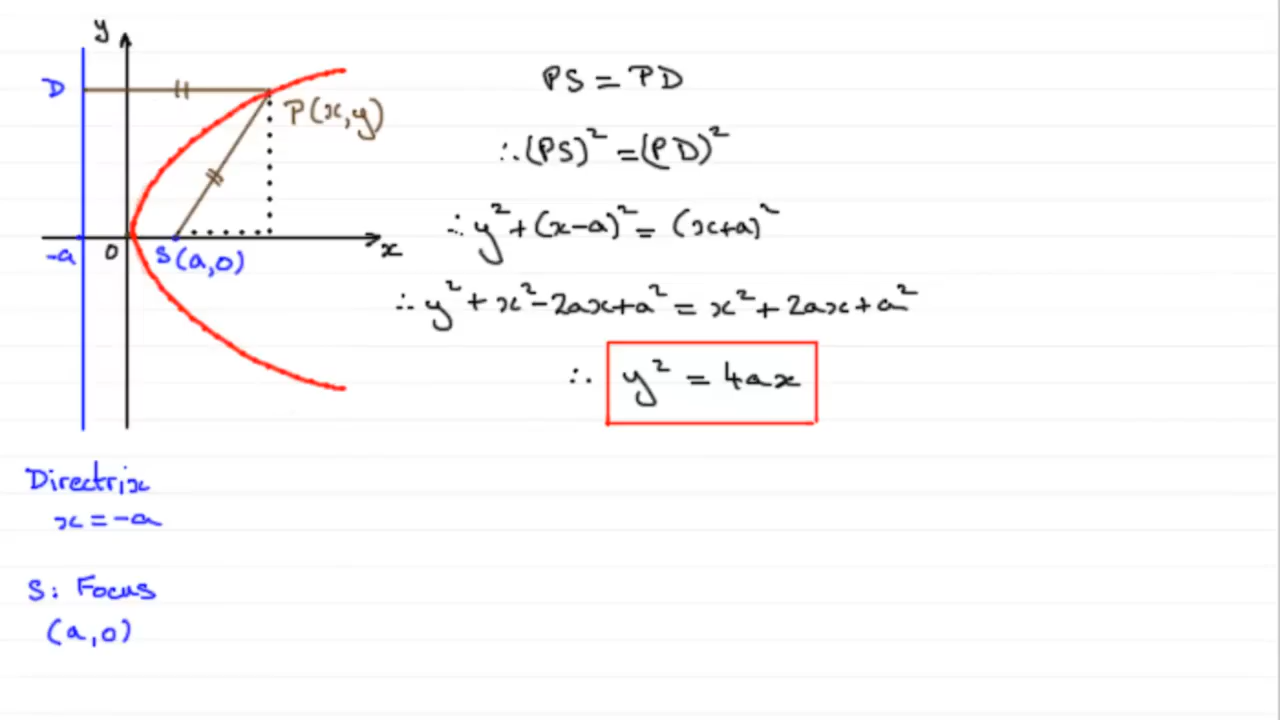 y
D
P(x,y)
-a
0
S(a,0)
x
PS = PD
∴(PS)² =(PD)²
∴ y² + (x-a)² = (x+a)²
∴ y² + x² - 2ax + a² = x² + 2ax + a²
∴ y² = 4ax
Directrix
x = -a
S: Focus
(a,0)